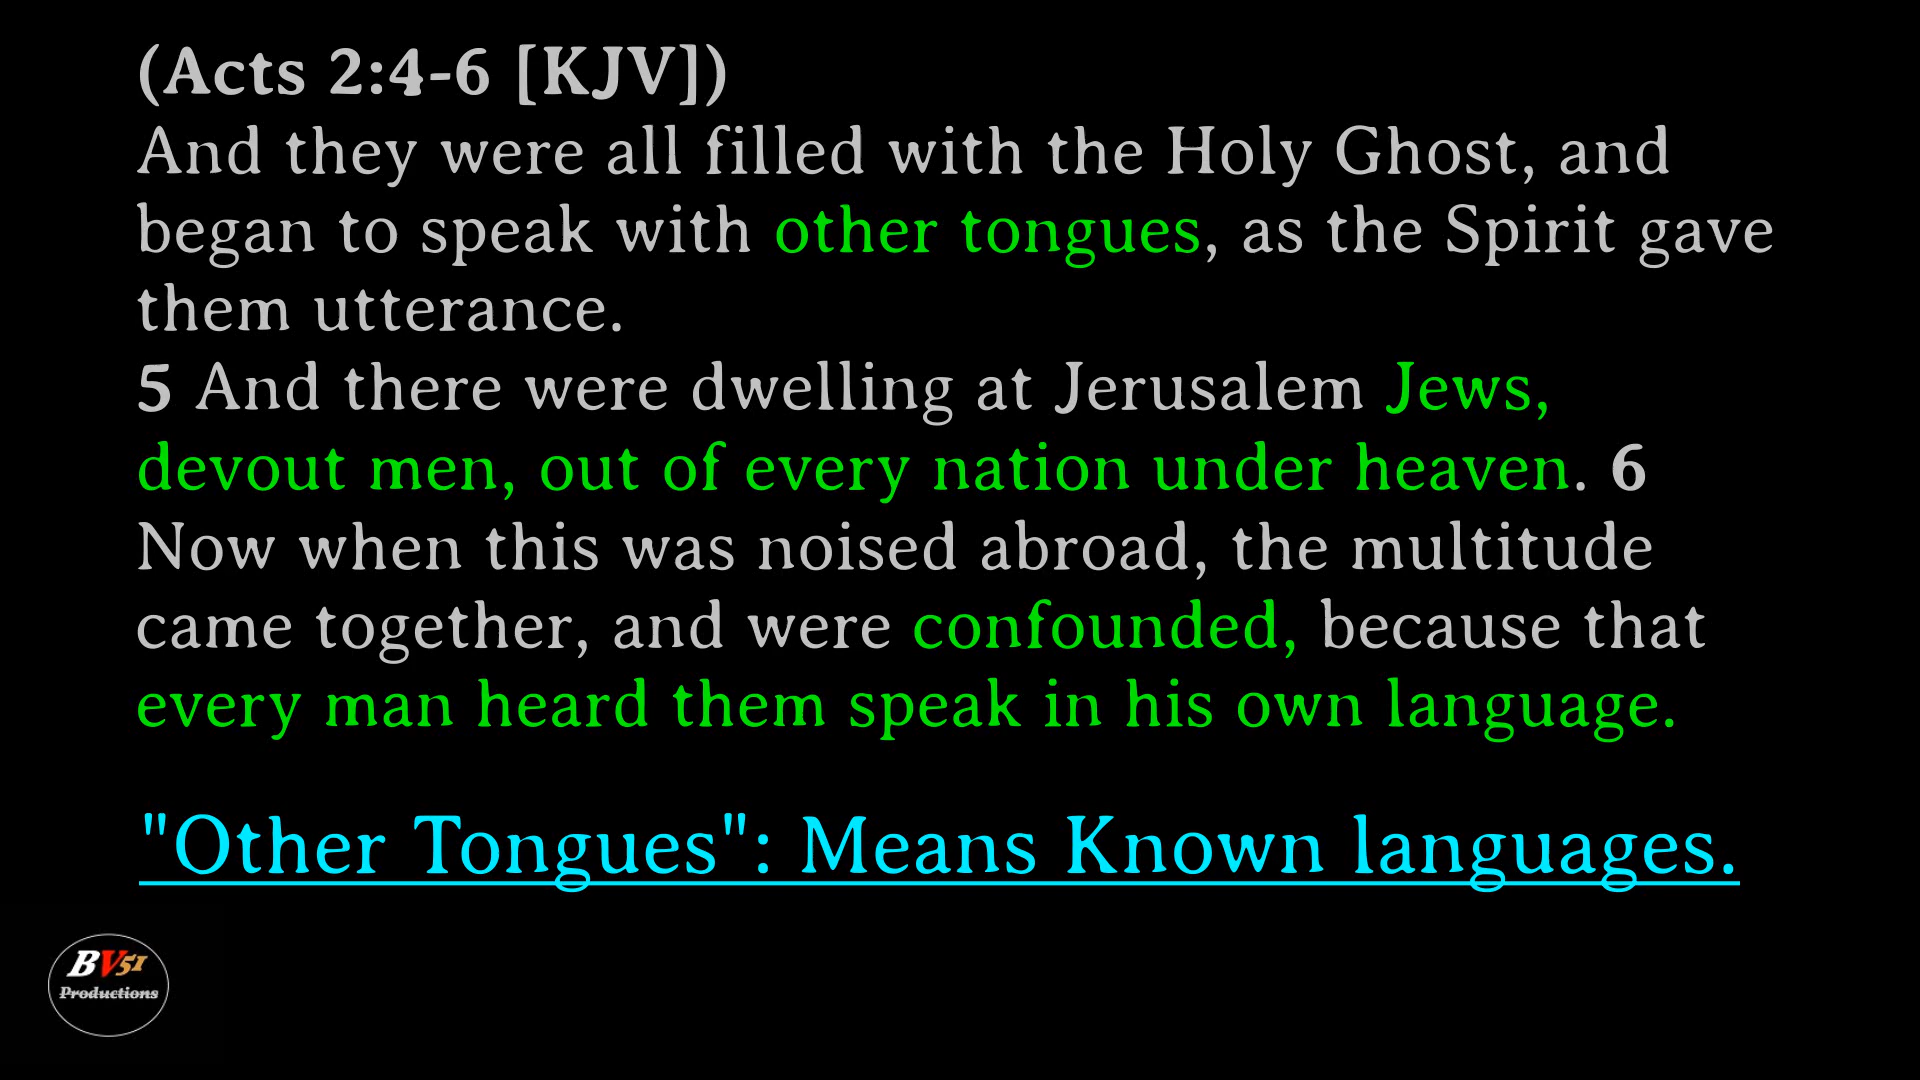 (Acts 2:4-6 [KJV])
And they were all filled with the Holy Ghost, and
began to speak with other tongues, as the Spirit gave
them utterance.
5 And there were dwelling at Jerusalem Jews,
devout men, out of every nation under heaven. 6
Now when this was noised abroad, the multitude
came together, and were confounded, because that
every man heard them speak in his own language.
"Other Tongues": Means Known languages.
BV51
Productions